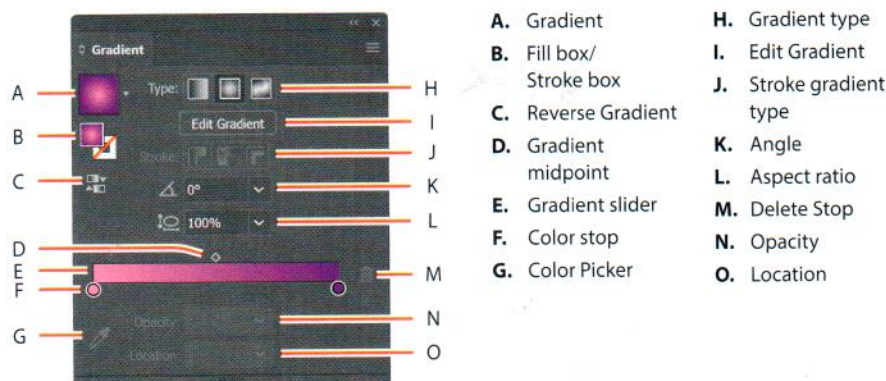 Gradient
A
Type:
H
Edit Gradient
I
B
Stroke:
J
C
0°
K
100%
L
D
E
M
F
Opacity:
N
G
Location:
O
A. Gradient
B. Fill box/
Stroke box
C. Reverse Gradient
D. Gradient
midpoint
E. Gradient slider
F. Color stop
G. Color Picker
H. Gradient type
I. Edit Gradient
J. Stroke gradient
type
K. Angle
L. Aspect ratio
M. Delete Stop
N. Opacity
O. Location